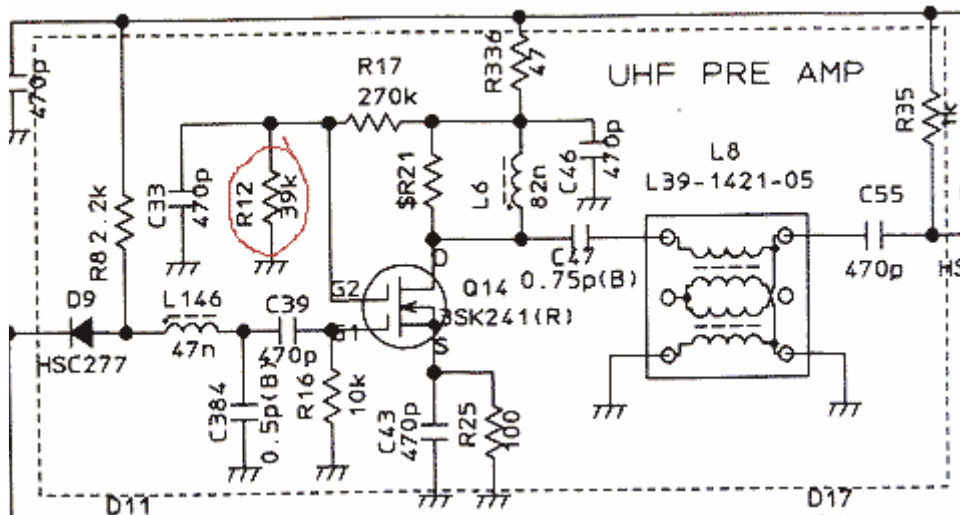 470p
R82.2k
C33
470p
R12
39k
R17
270k
R336
47
UHF PRE AMP
R35
1k
$R21
L6
82n
C46
470p
L8
L39-1421-05
C55
470p
D
C47
0.75p(B)
G2
Q14
3SK241(R)
G1
S
D9
HSC277
L146
47n
C39
470p
C384
0.5p(B)
R16
10k
C43
470p
R25
100
HS
D11
D17